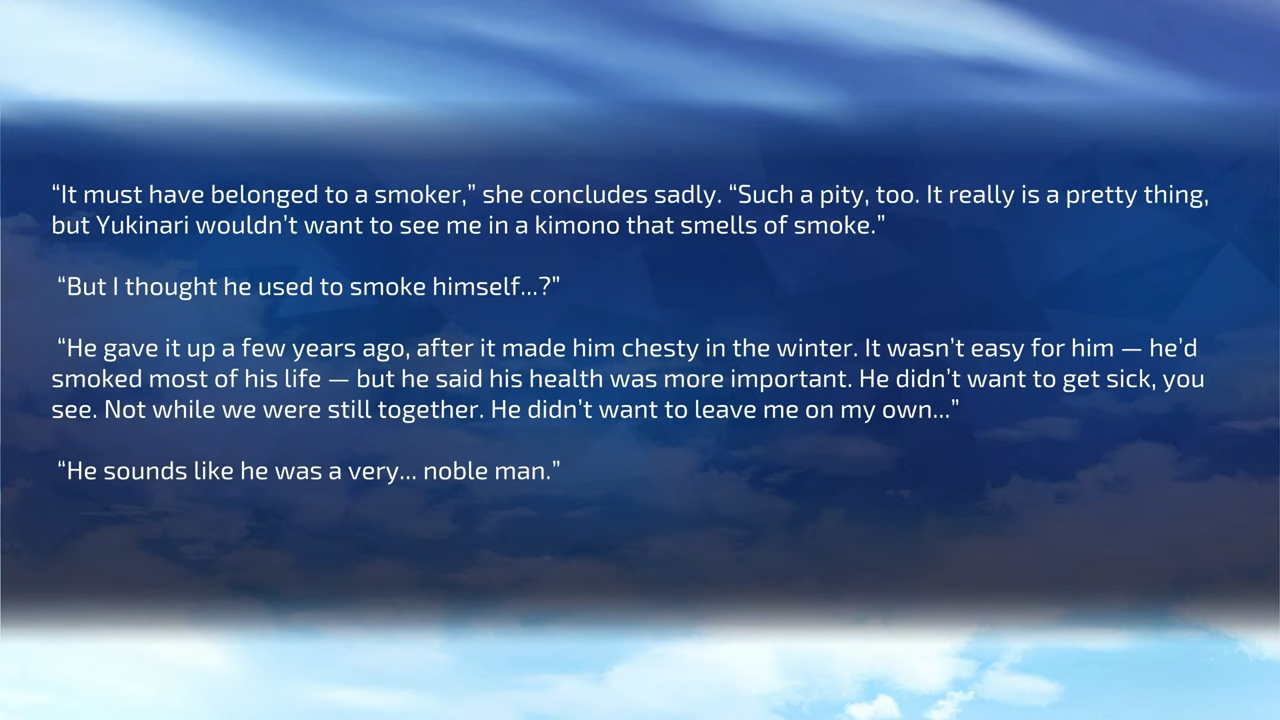 “It must have belonged to a smoker,” she concludes sadly. “Such a pity, too. It really is a pretty thing,
but Yukinari wouldn’t want to see me in a kimono that smells of smoke.”
“But I thought he used to smoke himself...?”
“He gave it up a few years ago, after it made him chesty in the winter. It wasn’t easy for him — he’d
smoked most of his life — but he said his health was more important. He didn’t want to get sick, you
see. Not while we were still together. He didn’t want to leave me on my own...”
“He sounds like he was a very... noble man.”